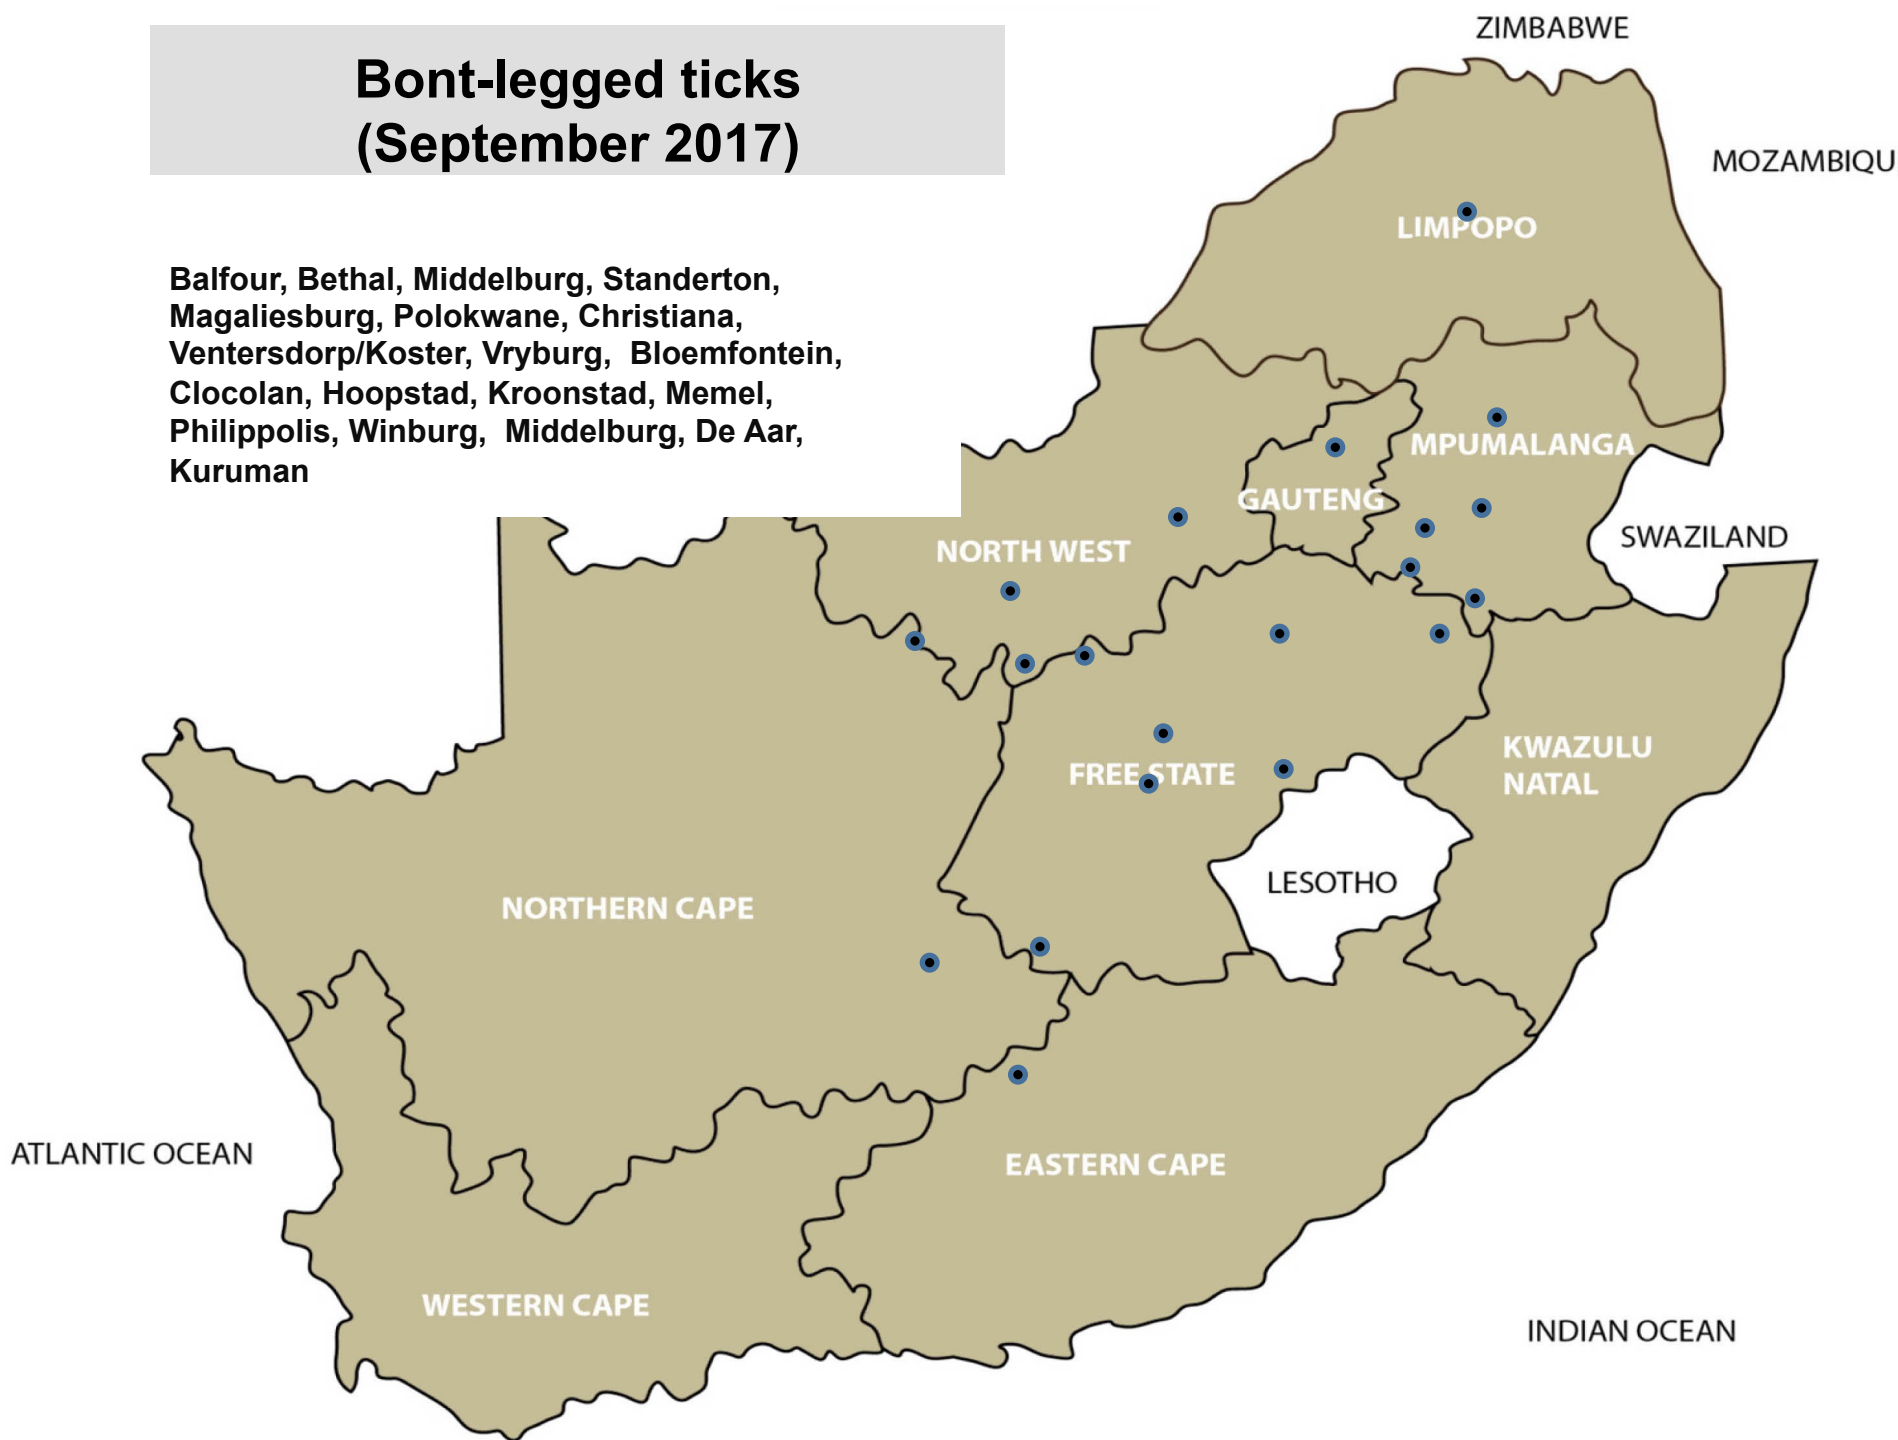 Bont-legged ticks
(September 2017)
Balfour, Bethal, Middelburg, Standerton,
Magaliesburg, Polokwane, Christiana,
Ventersdorp/Koster, Vryburg, Bloemfontein,
Clocolan, Hoopstad, Kroonstad, Memel,
Philippolis, Winburg, Middelburg, De Aar,
Kuruman
ZIMBABWE
MOZAMBIQU
LIMPOPO
MPUMALANGA
GAUTENG
SWAZILAND
NORTH WEST
KWAZULU
NATAL
FREE STATE
LESOTHO
NORTHERN CAPE
ATLANTIC OCEAN
EASTERN CAPE
WESTERN CAPE
INDIAN OCEAN